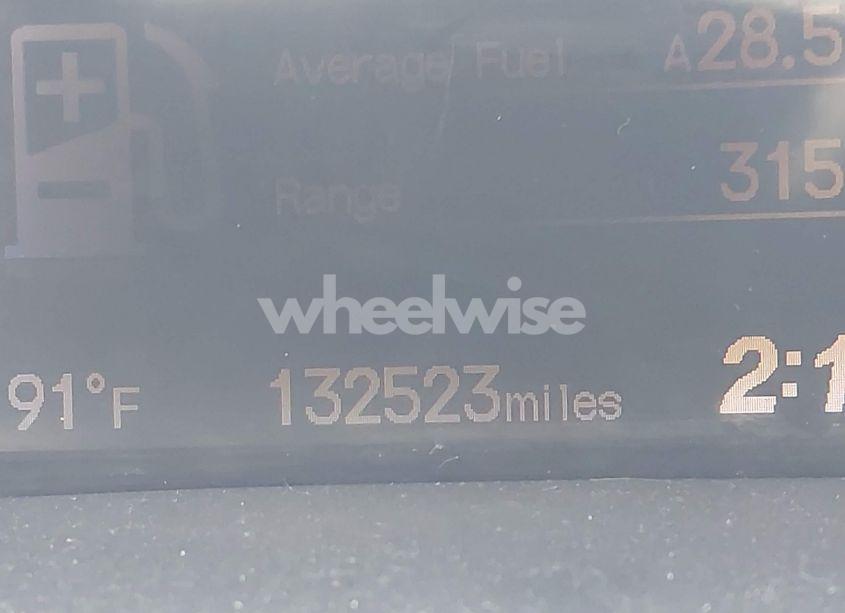 Average Fuel A28.5
Range 315
wheelwise
91°F 132523miles 2:1